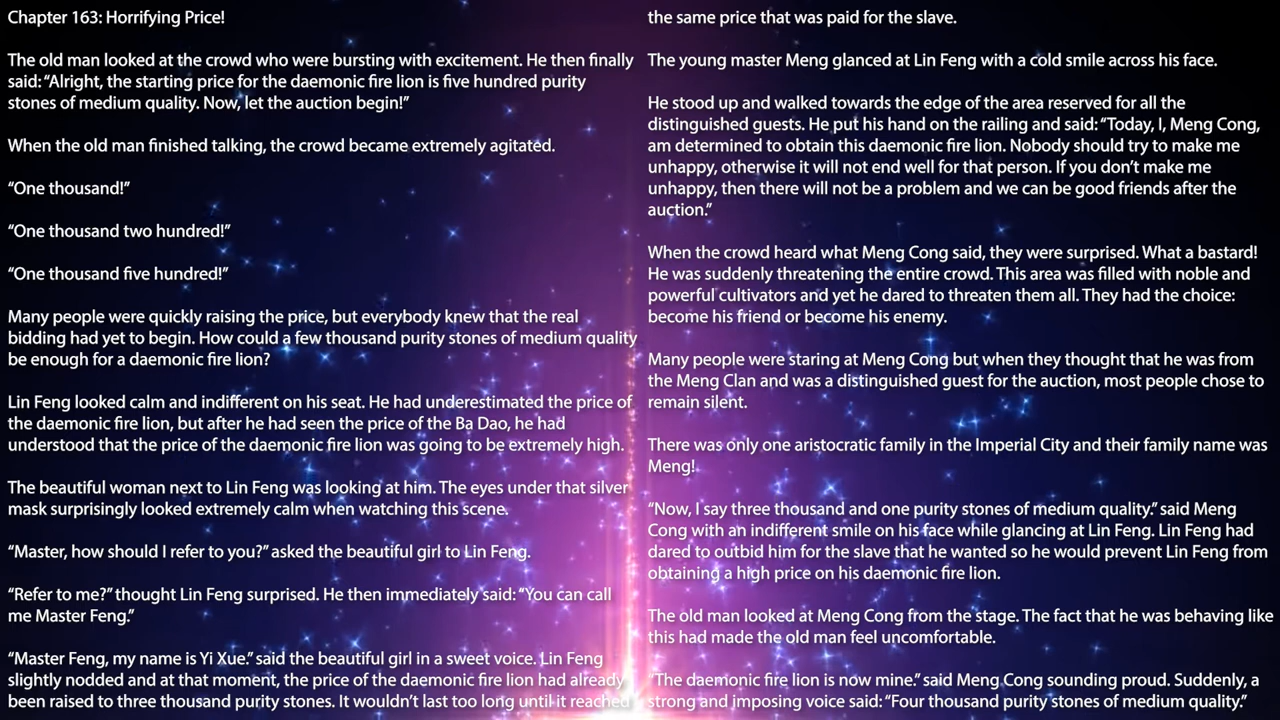 Chapter 163: Horrifying Price!
The old man looked at the crowd who were bursting with excitement. He then finally
said: “Alright, the starting price for the daemonic fire lion is five hundred purity
stones of medium quality. Now, let the auction begin!”
When the old man finished talking, the crowd became extremely agitated.
“One thousand!”
“One thousand two hundred!”
“One thousand five hundred!”
Many people were quickly raising the price, but everybody knew that the real
bidding had yet to begin. How could a few thousand purity stones of medium quality
be enough for a daemonic fire lion?
Lin Feng looked calm and indifferent on his seat. He had underestimated the price of
the daemonic fire lion, but after he had seen the price of the Ba Dao, he had
understood that the price of the daemonic fire lion was going to be extremely high.
The beautiful woman next to Lin Feng was looking at him. The eyes under that silver
mask surprisingly looked extremely calm when watching this scene.
“Master, how should I refer to you?” asked the beautiful girl to Lin Feng.
“Refer to me?” thought Lin Feng surprised. He then immediately said: “You can call
me Master Feng.”
“Master Feng, my name is Yi Xue.” said the beautiful girl in a sweet voice. Lin Feng
slightly nodded and at that moment, the price of the daemonic fire lion had already
been raised to three thousand purity stones. It wouldn’t last too long until it reached
the same price that was paid for the slave.
The young master Meng glanced at Lin Feng with a cold smile across his face.
He stood up and walked towards the edge of the area reserved for all the
distinguished guests. He put his hand on the railing and said: “Today, I, Meng Cong,
am determined to obtain this daemonic fire lion. Nobody should try to make me
unhappy, otherwise it will not end well for that person. If you don’t make me
unhappy, then there will not be a problem and we can be good friends after the
auction.”
When the crowd heard what Meng Cong said, they were surprised. What a bastard!
He was suddenly threatening the entire crowd. This area was filled with noble and
powerful cultivators and yet he dared to threaten them all. They had the choice:
become his friend or become his enemy.
Many people were staring at Meng Cong but when they thought that he was from
the Meng Clan and was a distinguished guest for the auction, most people chose to
remain silent.
There was only one aristocratic family in the Imperial City and their family name was
Meng!
“Now, I say three thousand and one purity stones of medium quality.” said Meng
Cong with an indifferent smile on his face while glancing at Lin Feng. Lin Feng had
dared to outbid him for the slave that he wanted so he would prevent Lin Feng from
obtaining a high price on his daemonic fire lion.
The old man looked at Meng Cong from the stage. The fact that he was behaving like
this had made the old man feel uncomfortable.
“The daemonic fire lion is now mine.” said Meng Cong sounding proud. Suddenly, a
strong and imposing voice said: “Four thousand purity stones of medium quality.”